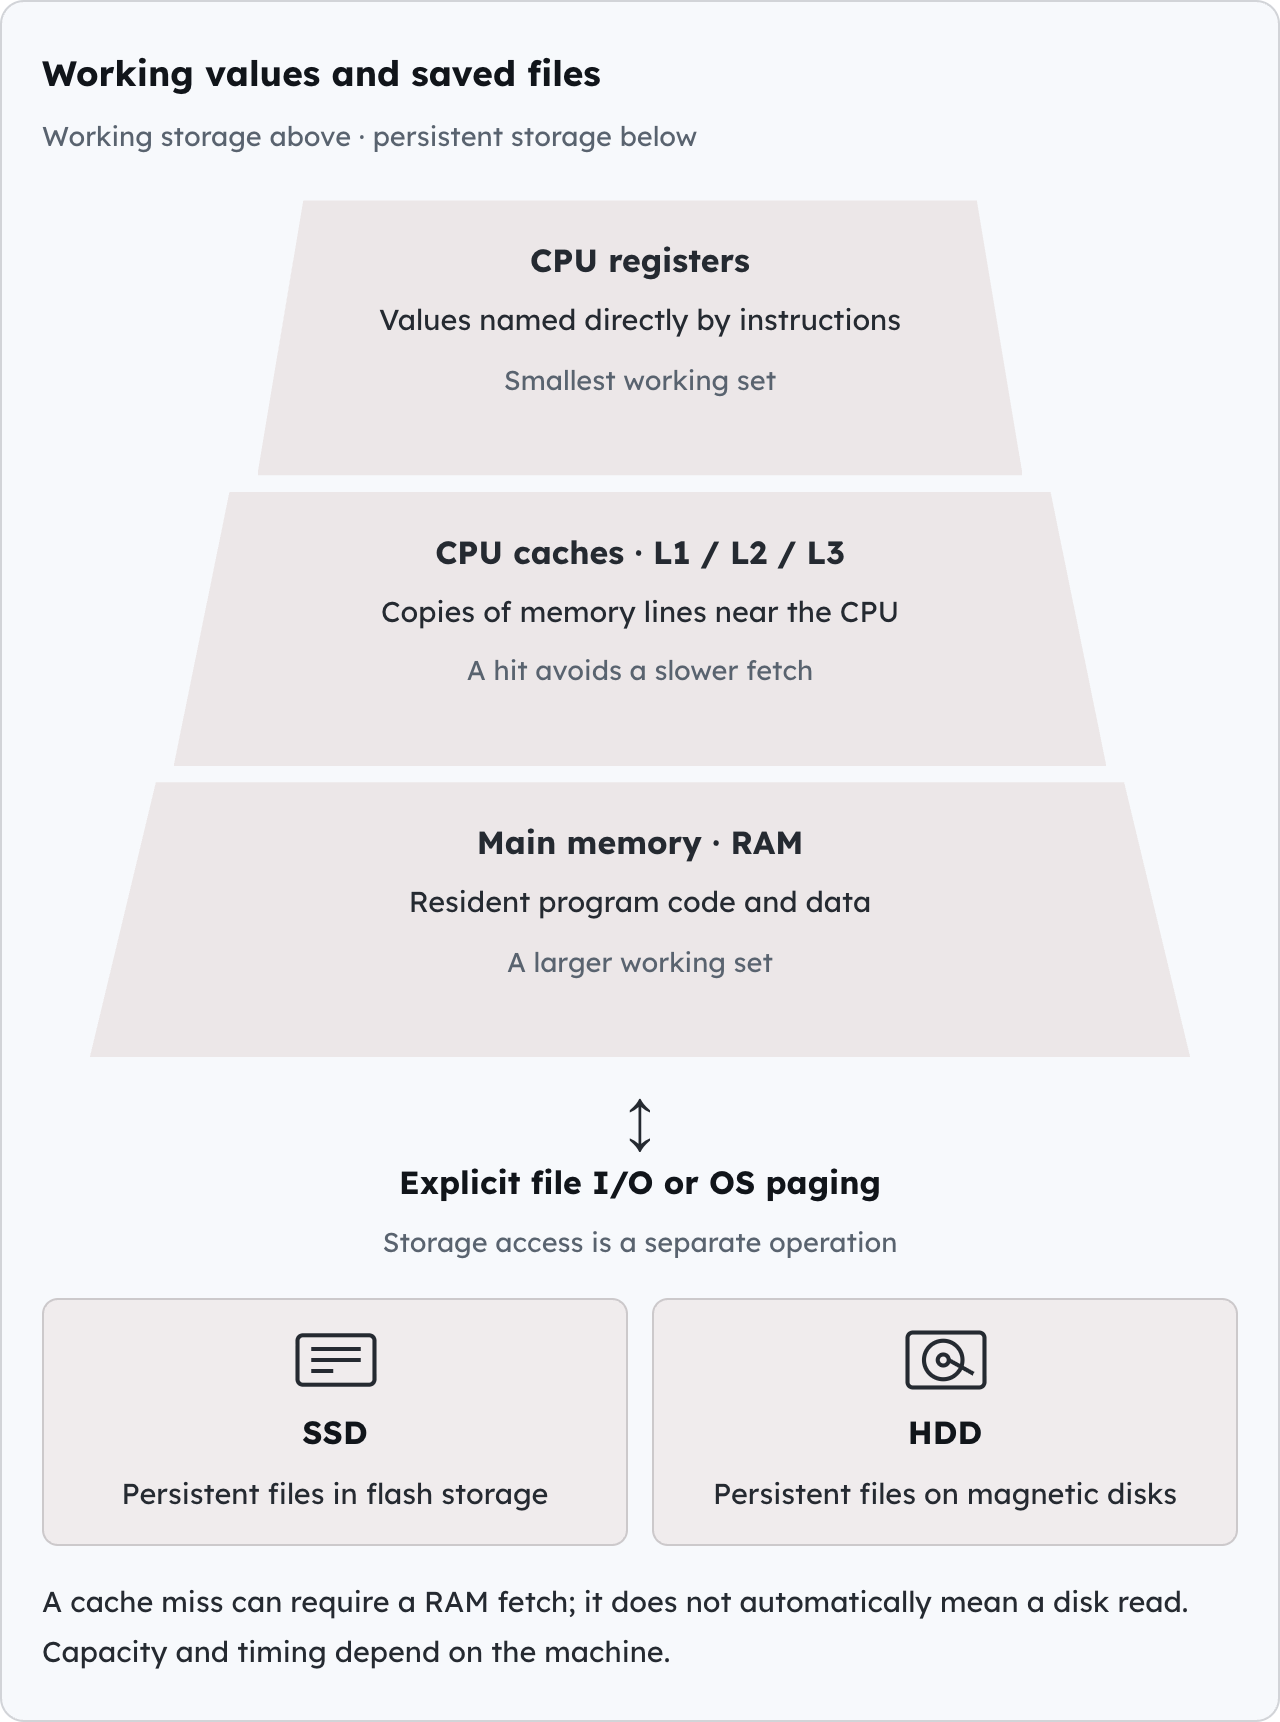 Working values and saved files
Working storage above · persistent storage below
CPU registers
Values named directly by instructions
Smallest working set
CPU caches · L1 / L2 / L3
Copies of memory lines near the CPU
A hit avoids a slower fetch
Main memory · RAM
Resident program code and data
A larger working set
Explicit file I/O or OS paging
Storage access is a separate operation
SSD
Persistent files in flash storage
HDD
Persistent files on magnetic disks
A cache miss can require a RAM fetch; it does not automatically mean a disk read.
Capacity and timing depend on the machine.